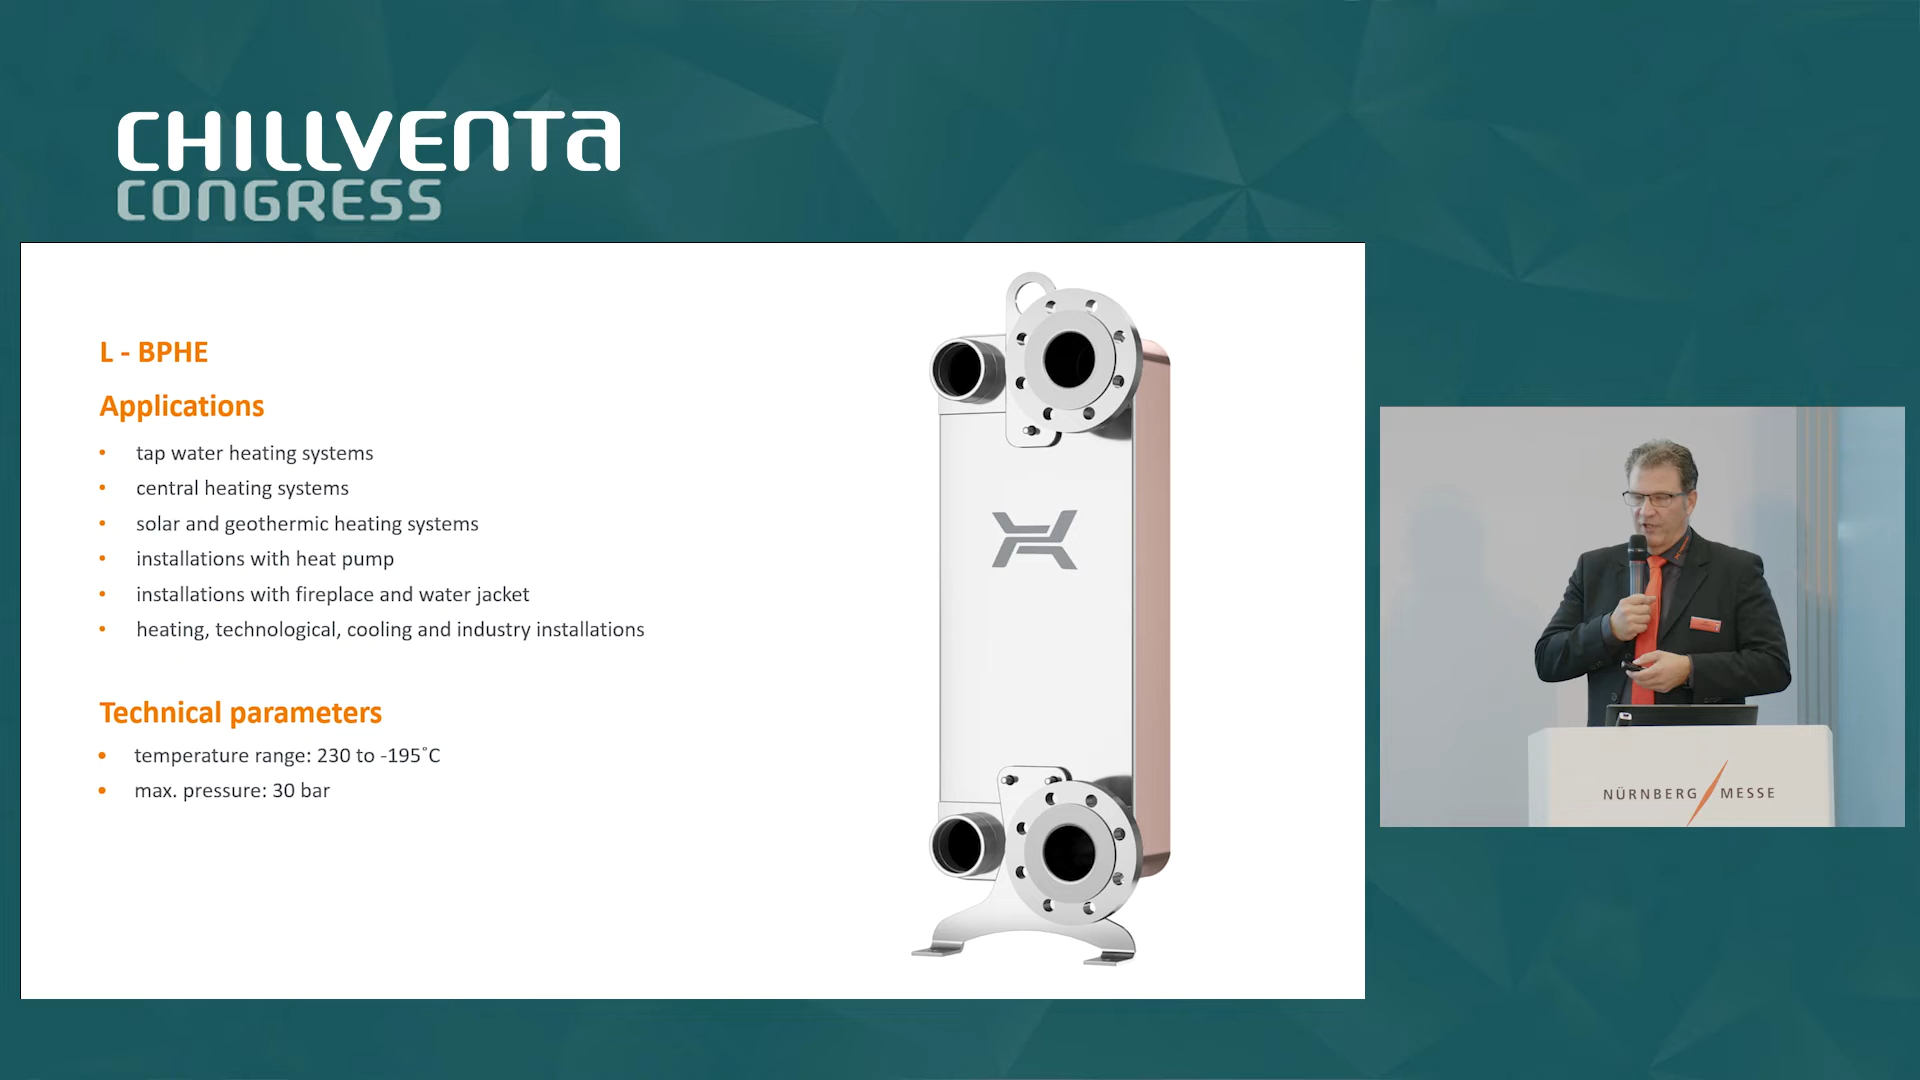 CHILLVENTA
CONGRESS
L - BPHE
Applications
• tap water heating systems
• central heating systems
• solar and geothermic heating systems
• installations with heat pump
• installations with fireplace and water jacket
• heating, technological, cooling and industry installations
Technical parameters
• temperature range: 230 to -195˚C
• max. pressure: 30 bar
NÜRNBERG MESSE